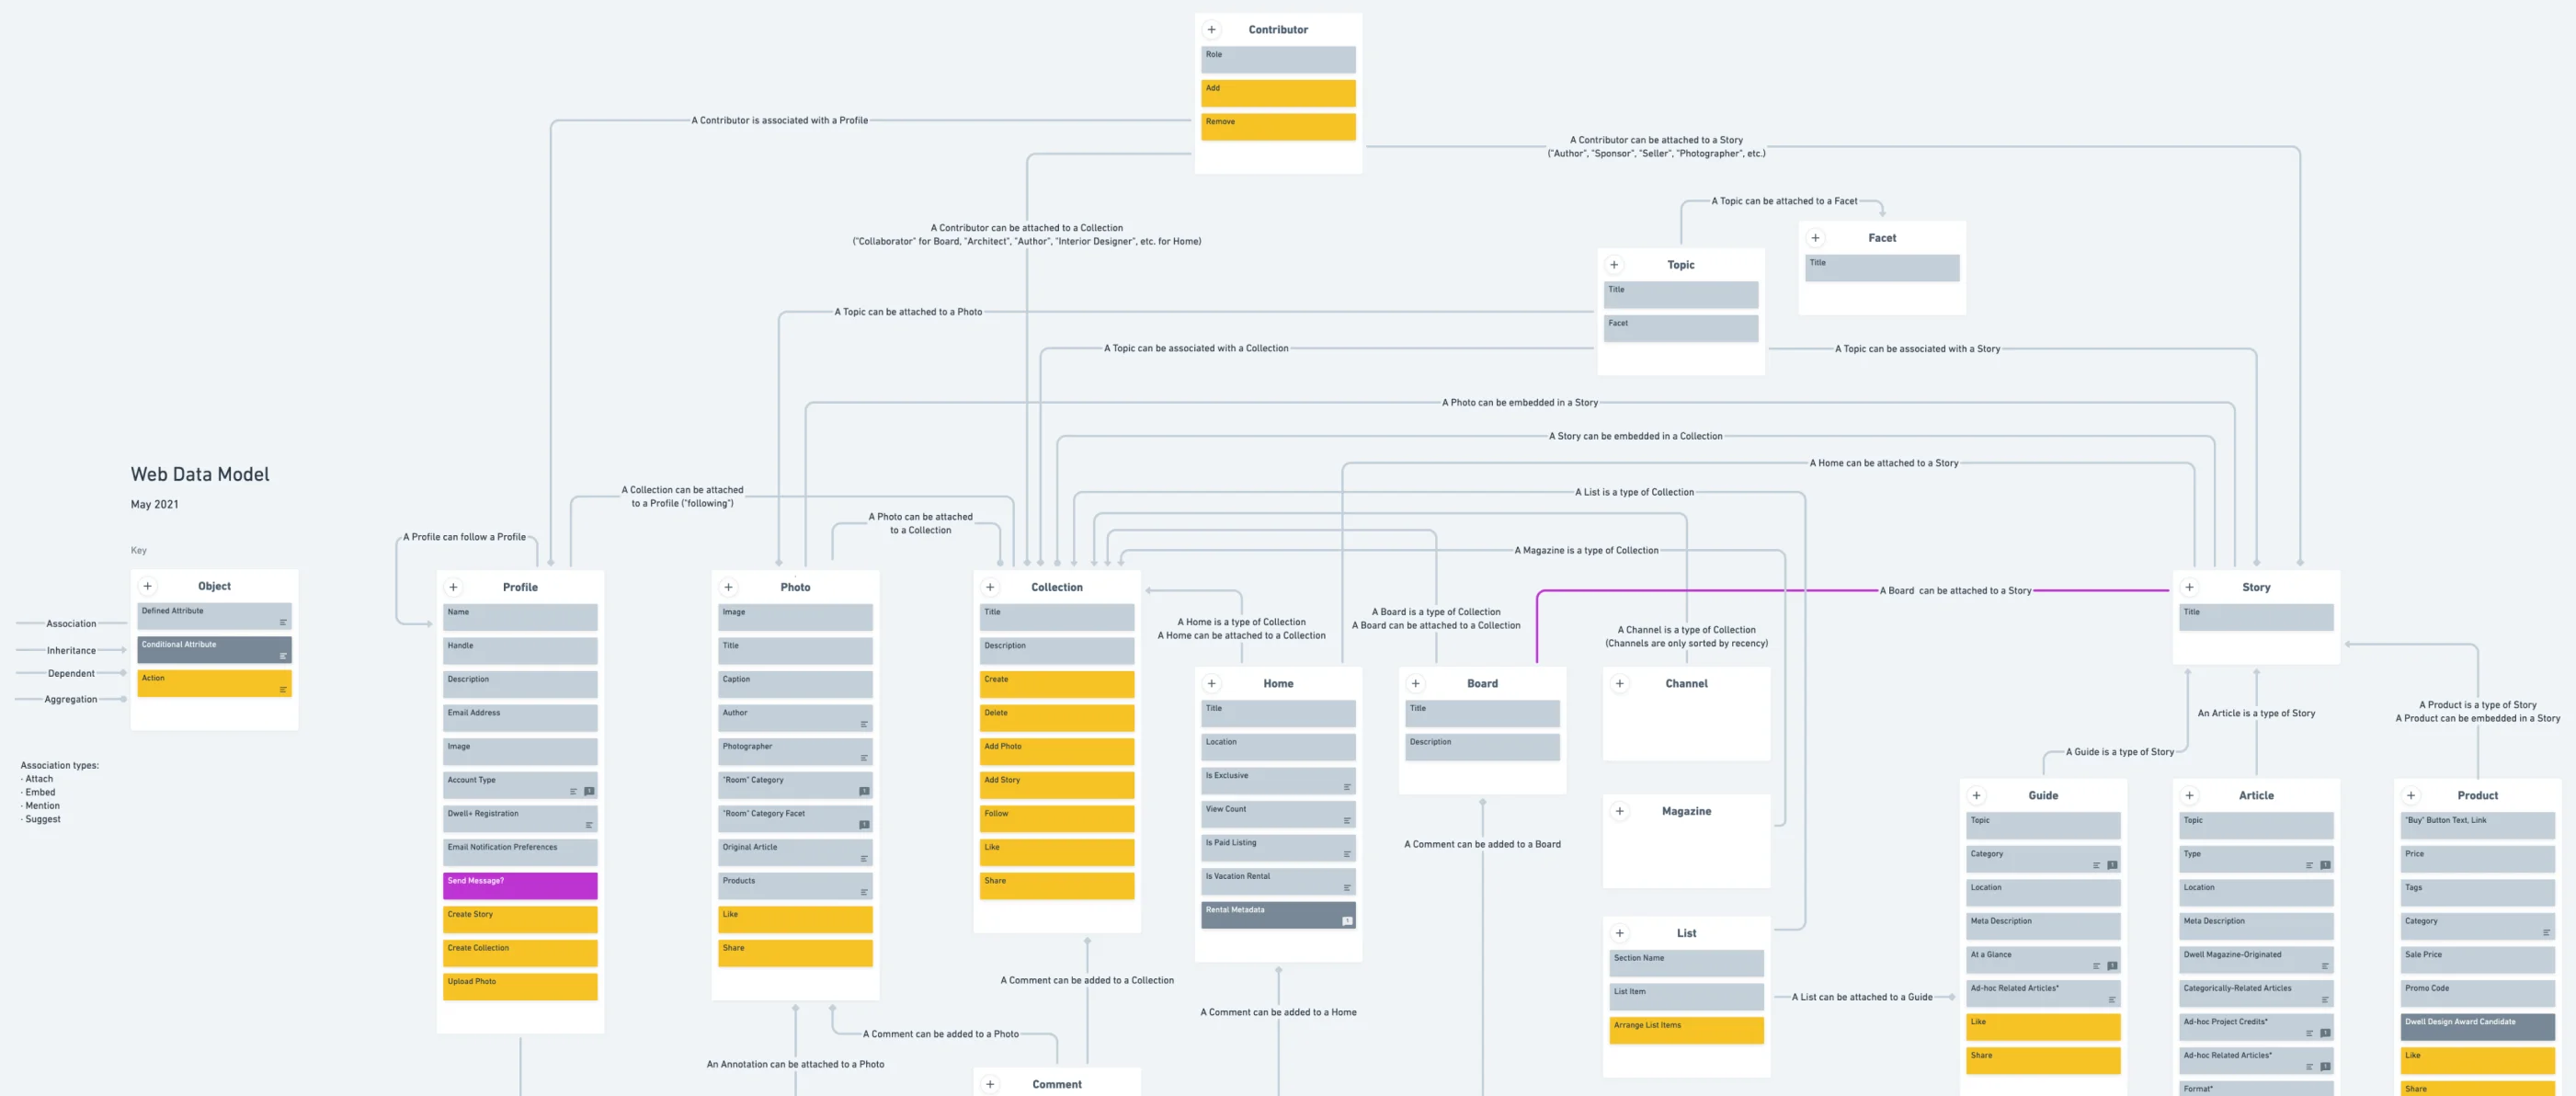 Contributor
Role
Add
Remove
A Contributor is associated with a Profile
A Contributor can be attached to a Story
("Author", "Sponsor", "Seller", "Photographer", etc.)
A Contributor can be attached to a Collection
("Collaborator" for Board, "Architect", "Author", "Interior Designer", etc. for Home)
A Topic can be attached to a Facet
Facet
Title
Topic
Title
Facet
A Topic can be attached to a Photo
A Topic can be associated with a Collection
A Topic can be associated with a Story
A Photo can be embedded in a Story
A Story can be embedded in a Collection
A Home can be attached to a Story
A List is a type of Collection
A Magazine is a type of Collection
Web Data Model
May 2021
Key
Object
Defined Attribute
Conditional Attribute
Action
Association
Inheritance
Dependent
Aggregation
Association types:
· Attach
· Embed
· Mention
· Suggest
A Profile can follow a Profile
A Collection can be attached
to a Profile ("following")
A Photo can be attached
to a Collection
Profile
Name
Handle
Description
Email Address
Image
Account Type
Dwell+ Registration
Email Notification Preferences
Send Message?
Create Story
Create Collection
Upload Photo
Photo
Image
Title
Caption
Author
Photographer
"Room" Category
"Room" Category Facet
Original Article
Products
Like
Share
An Annotation can be attached to a Photo
A Comment can be added to a Photo
Collection
Title
Description
Create
Delete
Add Photo
Add Story
Follow
Like
Share
A Comment can be added to a Collection
Comment
A Home is a type of Collection
A Home can be attached to a Collection
Home
Title
Location
Is Exclusive
View Count
Is Paid Listing
Is Vacation Rental
Rental Metadata
A Comment can be added to a Home
A Board is a type of Collection
A Board can be attached to a Collection
Board
Title
Description
A Comment can be added to a Board
A Board can be attached to a Story
A Channel is a type of Collection
(Channels are only sorted by recency)
Channel
Magazine
List
Section Name
List Item
Arrange List Items
A List can be attached to a Guide
Story
Title
A Guide is a type of Story
An Article is a type of Story
A Product is a type of Story
A Product can be embedded in a Story
Guide
Topic
Category
Location
Meta Description
At a Glance
Ad-hoc Related Articles*
Like
Share
Article
Topic
Type
Location
Meta Description
Dwell Magazine-Originated
Categorically-Related Articles
Ad-hoc Project Credits*
Ad-hoc Related Articles*
Format*
Product
"Buy" Button Text, Link
Price
Tags
Category
Sale Price
Promo Code
Dwell Design Award Candidate
Like
Share